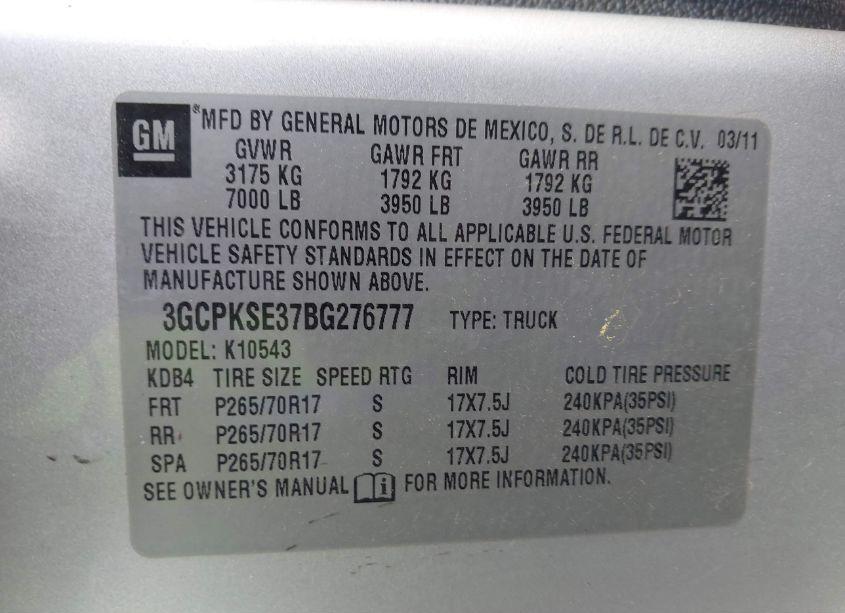 GM
®MFD BY GENERAL MOTORS DE MEXICO, S. DE R.L. DE C.V. 03/11
GVWR GAWR FRT GAWR RR
3175 KG 1792 KG 1792 KG
7000 LB 3950 LB 3950 LB
THIS VEHICLE CONFORMS TO ALL APPLICABLE U.S. FEDERAL MOTOR
VEHICLE SAFETY STANDARDS IN EFFECT ON THE DATE OF
MANUFACTURE SHOWN ABOVE.
3GCPKSE37BG276777 TYPE: TRUCK
MODEL: K10543
KDB4 TIRE SIZE SPEED RTG RIM COLD TIRE PRESSURE
FRT P265/70R17 S 17X7.5J 240KPA(35PSI)
RR P265/70R17 S 17X7.5J 240KPA(35PSI)
SPA P265/70R17 S 17X7.5J 240KPA(35PSI)
SEE OWNER'S MANUAL i FOR MORE INFORMATION.